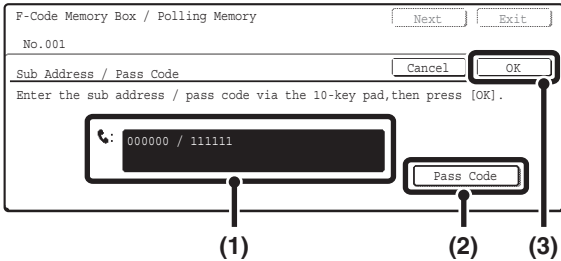 F-Code Memory Box / Polling Memory Next Exit
No.001
Sub Address / Pass Code Cancel OK
Enter the sub address / pass code via the 10-key pad,then press [OK].
: 000000 / 111111
Pass Code
(1) (2) (3)